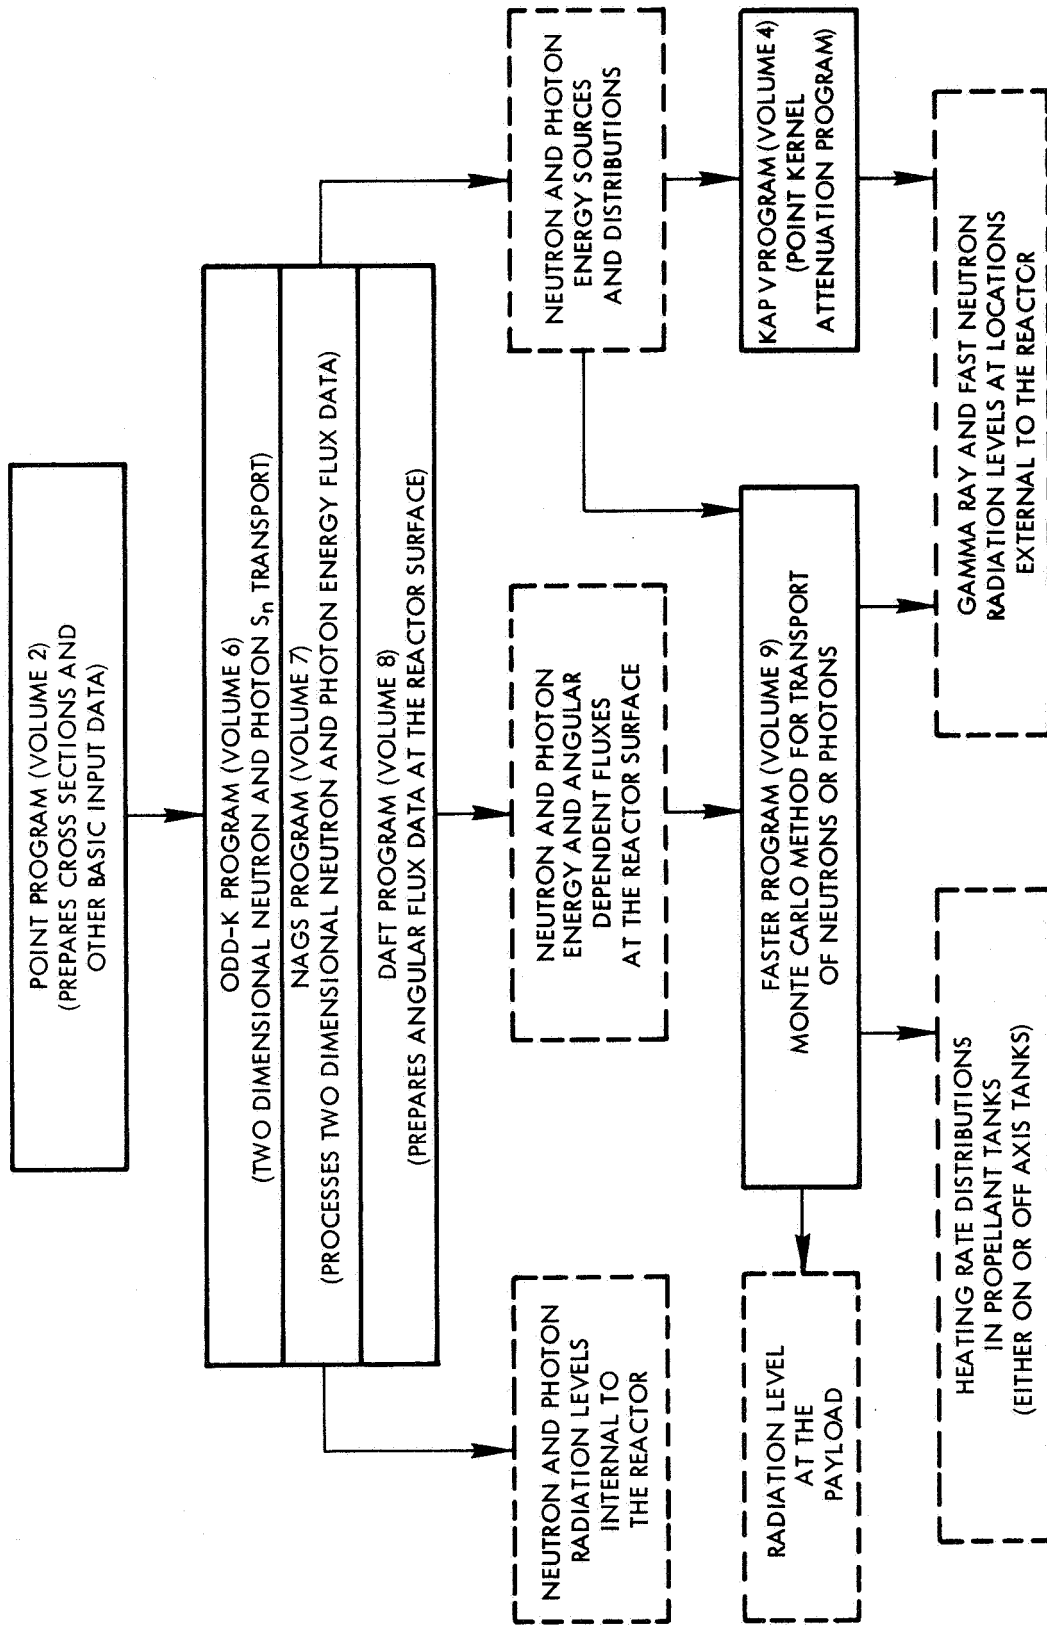 POINT PROGRAM (VOLUME 2)
(PREPARES CROSS SECTIONS AND
OTHER BASIC INPUT DATA)
ODD-K PROGRAM (VOLUME 6)
(TWO DIMENSIONAL NEUTRON AND PHOTON Sn TRANSPORT)
NAGS PROGRAM (VOLUME 7)
(PROCESSES TWO DIMENSIONAL NEUTRON AND PHOTON ENERGY FLUX DATA)
DAFT PROGRAM (VOLUME 8)
(PREPARES ANGULAR FLUX DATA AT THE REACTOR SURFACE)
NEUTRON AND PHOTON
RADIATION LEVELS
INTERNAL TO
THE REACTOR
NEUTRON AND PHOTON
ENERGY AND ANGULAR
DEPENDENT FLUXES
AT THE REACTOR SURFACE
NEUTRON AND PHOTON
ENERGY SOURCES
AND DISTRIBUTIONS
RADIATION LEVEL
AT THE
PAYLOAD
FASTER PROGRAM (VOLUME 9)
MONTE CARLO METHOD FOR TRANSPORT
OF NEUTRONS OR PHOTONS
KAP V PROGRAM (VOLUME 4)
(POINT KERNEL
ATTENUATION PROGRAM)
HEATING RATE DISTRIBUTIONS
IN PROPELLANT TANKS
(EITHER ON OR OFF AXIS TANKS)
GAMMA RAY AND FAST NEUTRON
RADIATION LEVELS AT LOCATIONS
EXTERNAL TO THE REACTOR